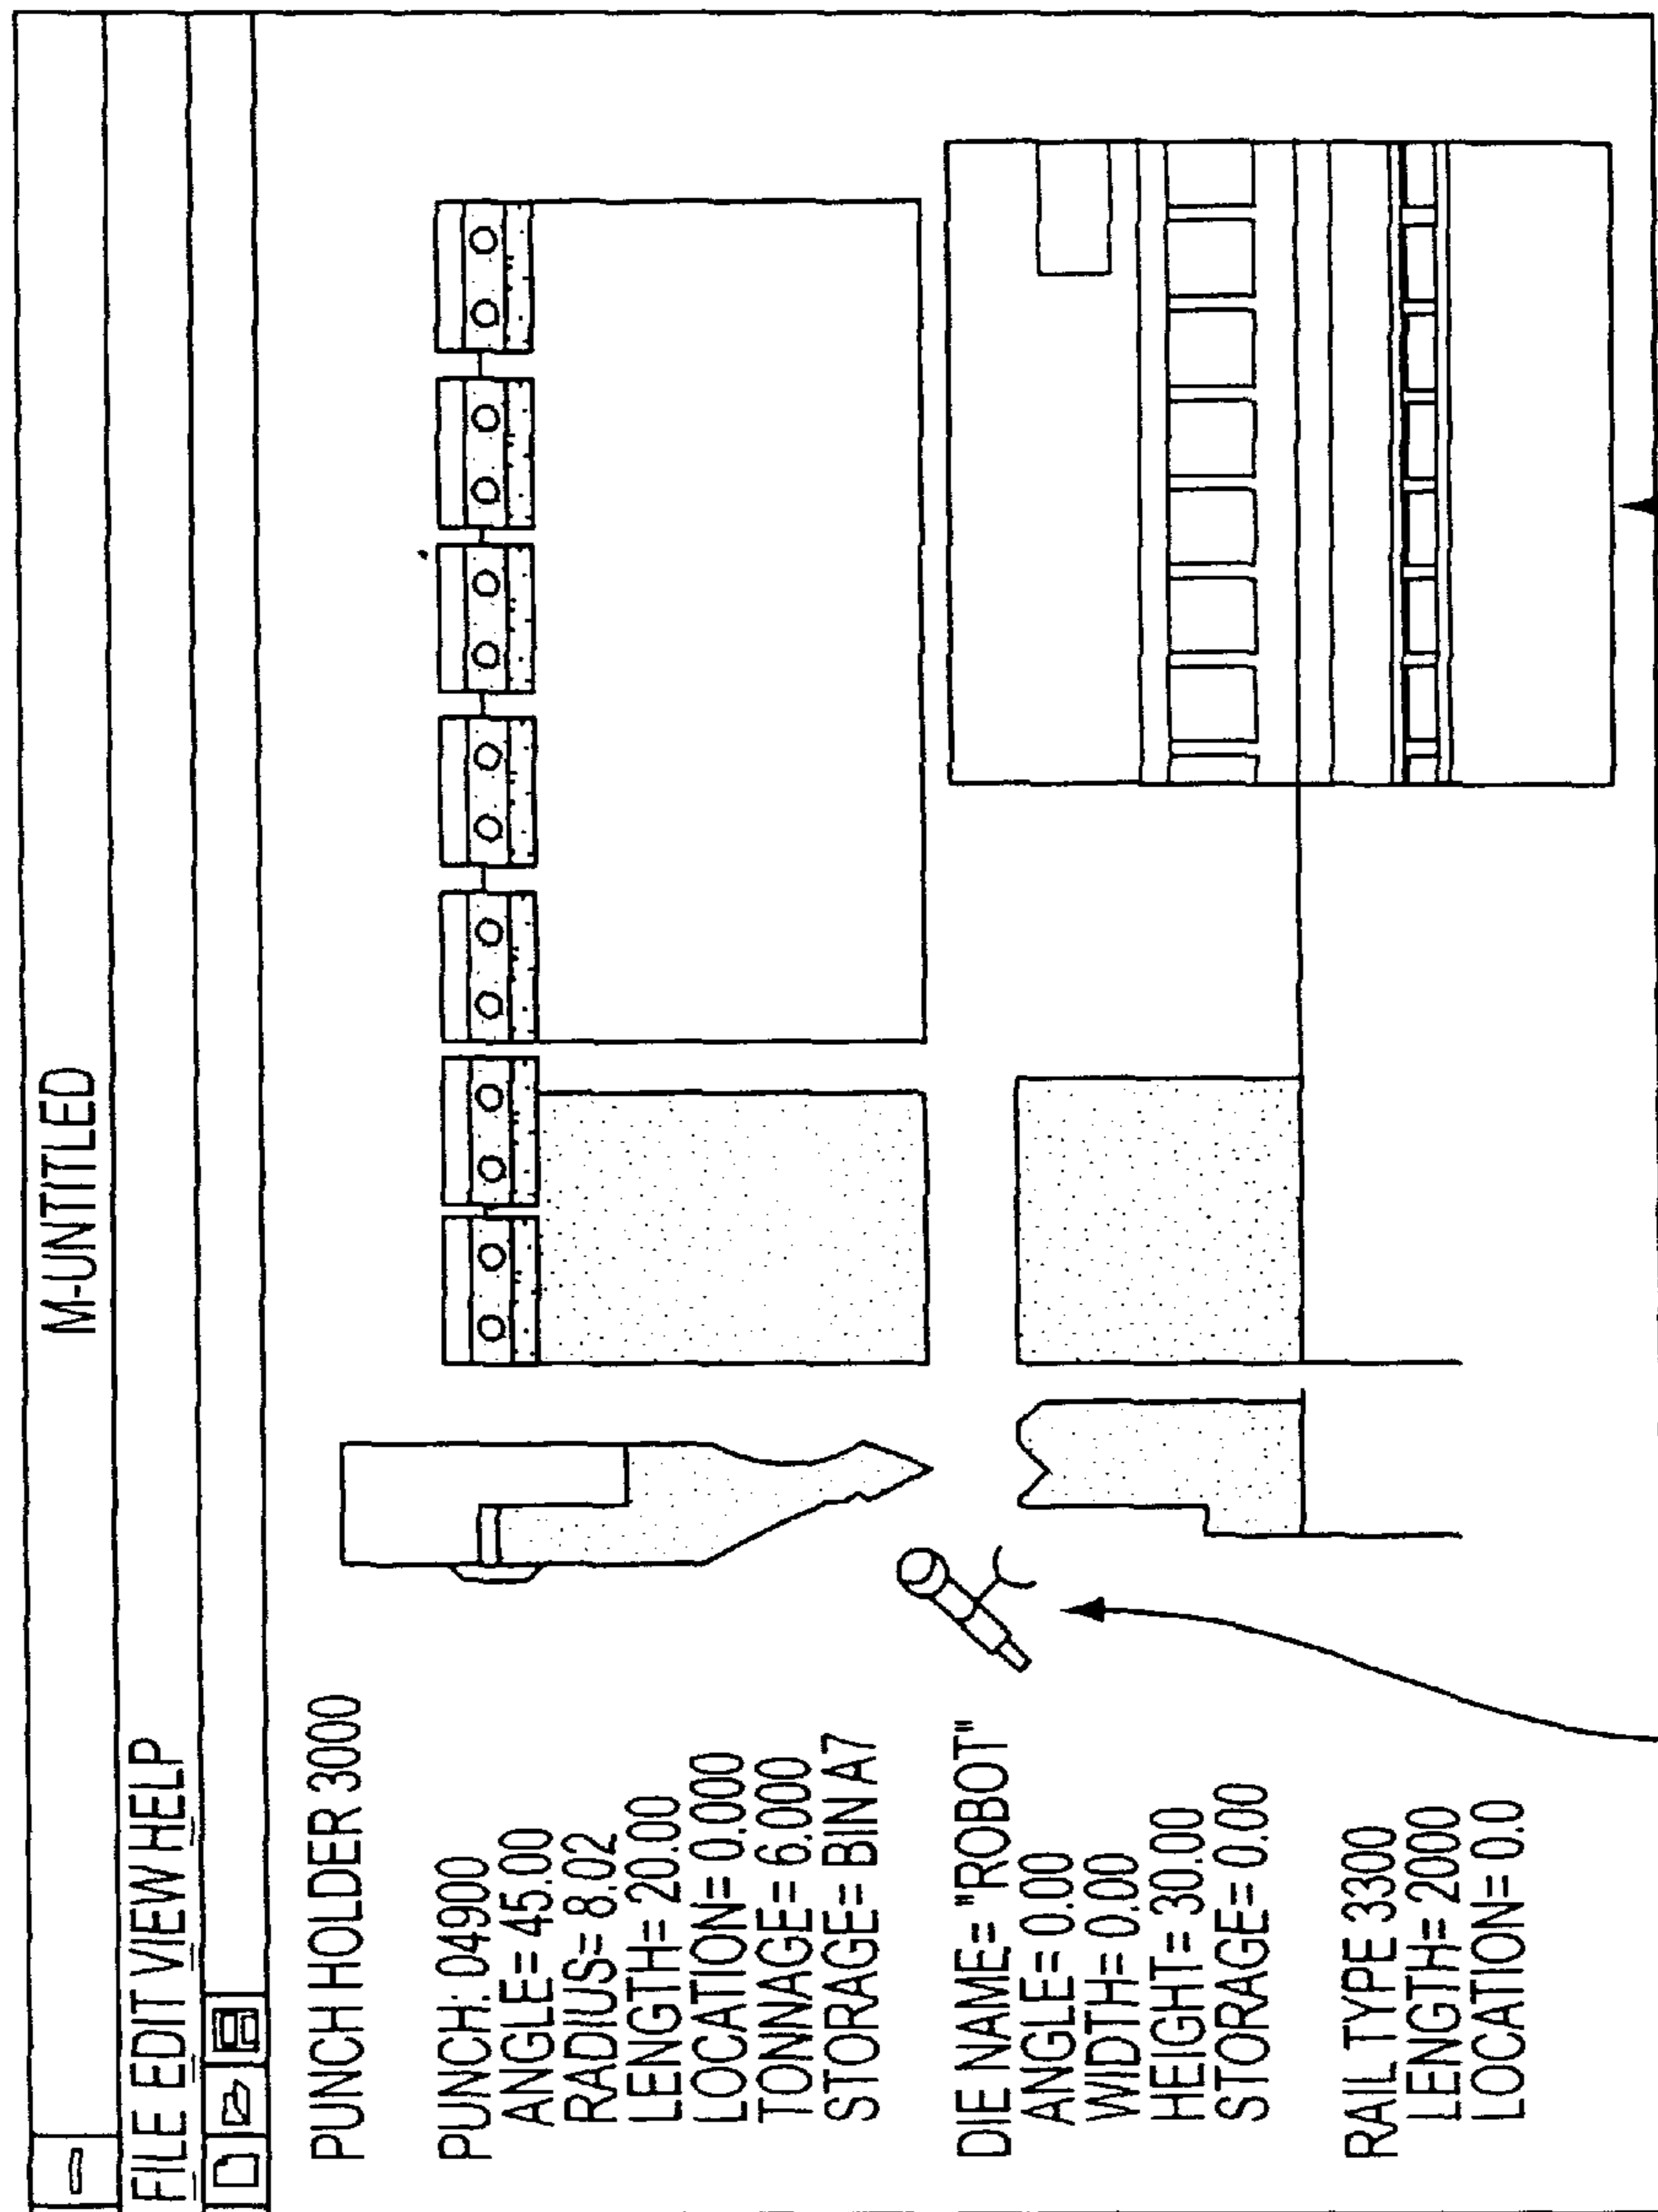 M-UNTITLED
FILE EDIT VIEW HELP
PUNCH HOLDER 3000
PUNCH: 04900
ANGLE= 45.00
RADIUS= 8.02
LENGTH= 20.00
LOCATION= 0.000
TONNAGE= 6.000
STORAGE= BIN A7
DIE NAME= "ROBOT"
ANGLE= 0.00
WIDTH= 0.00
HEIGHT= 30.00
STORAGE= 0.00
RAIL TYPE 3300
LENGTH= 2000
LOCATION= 0.0